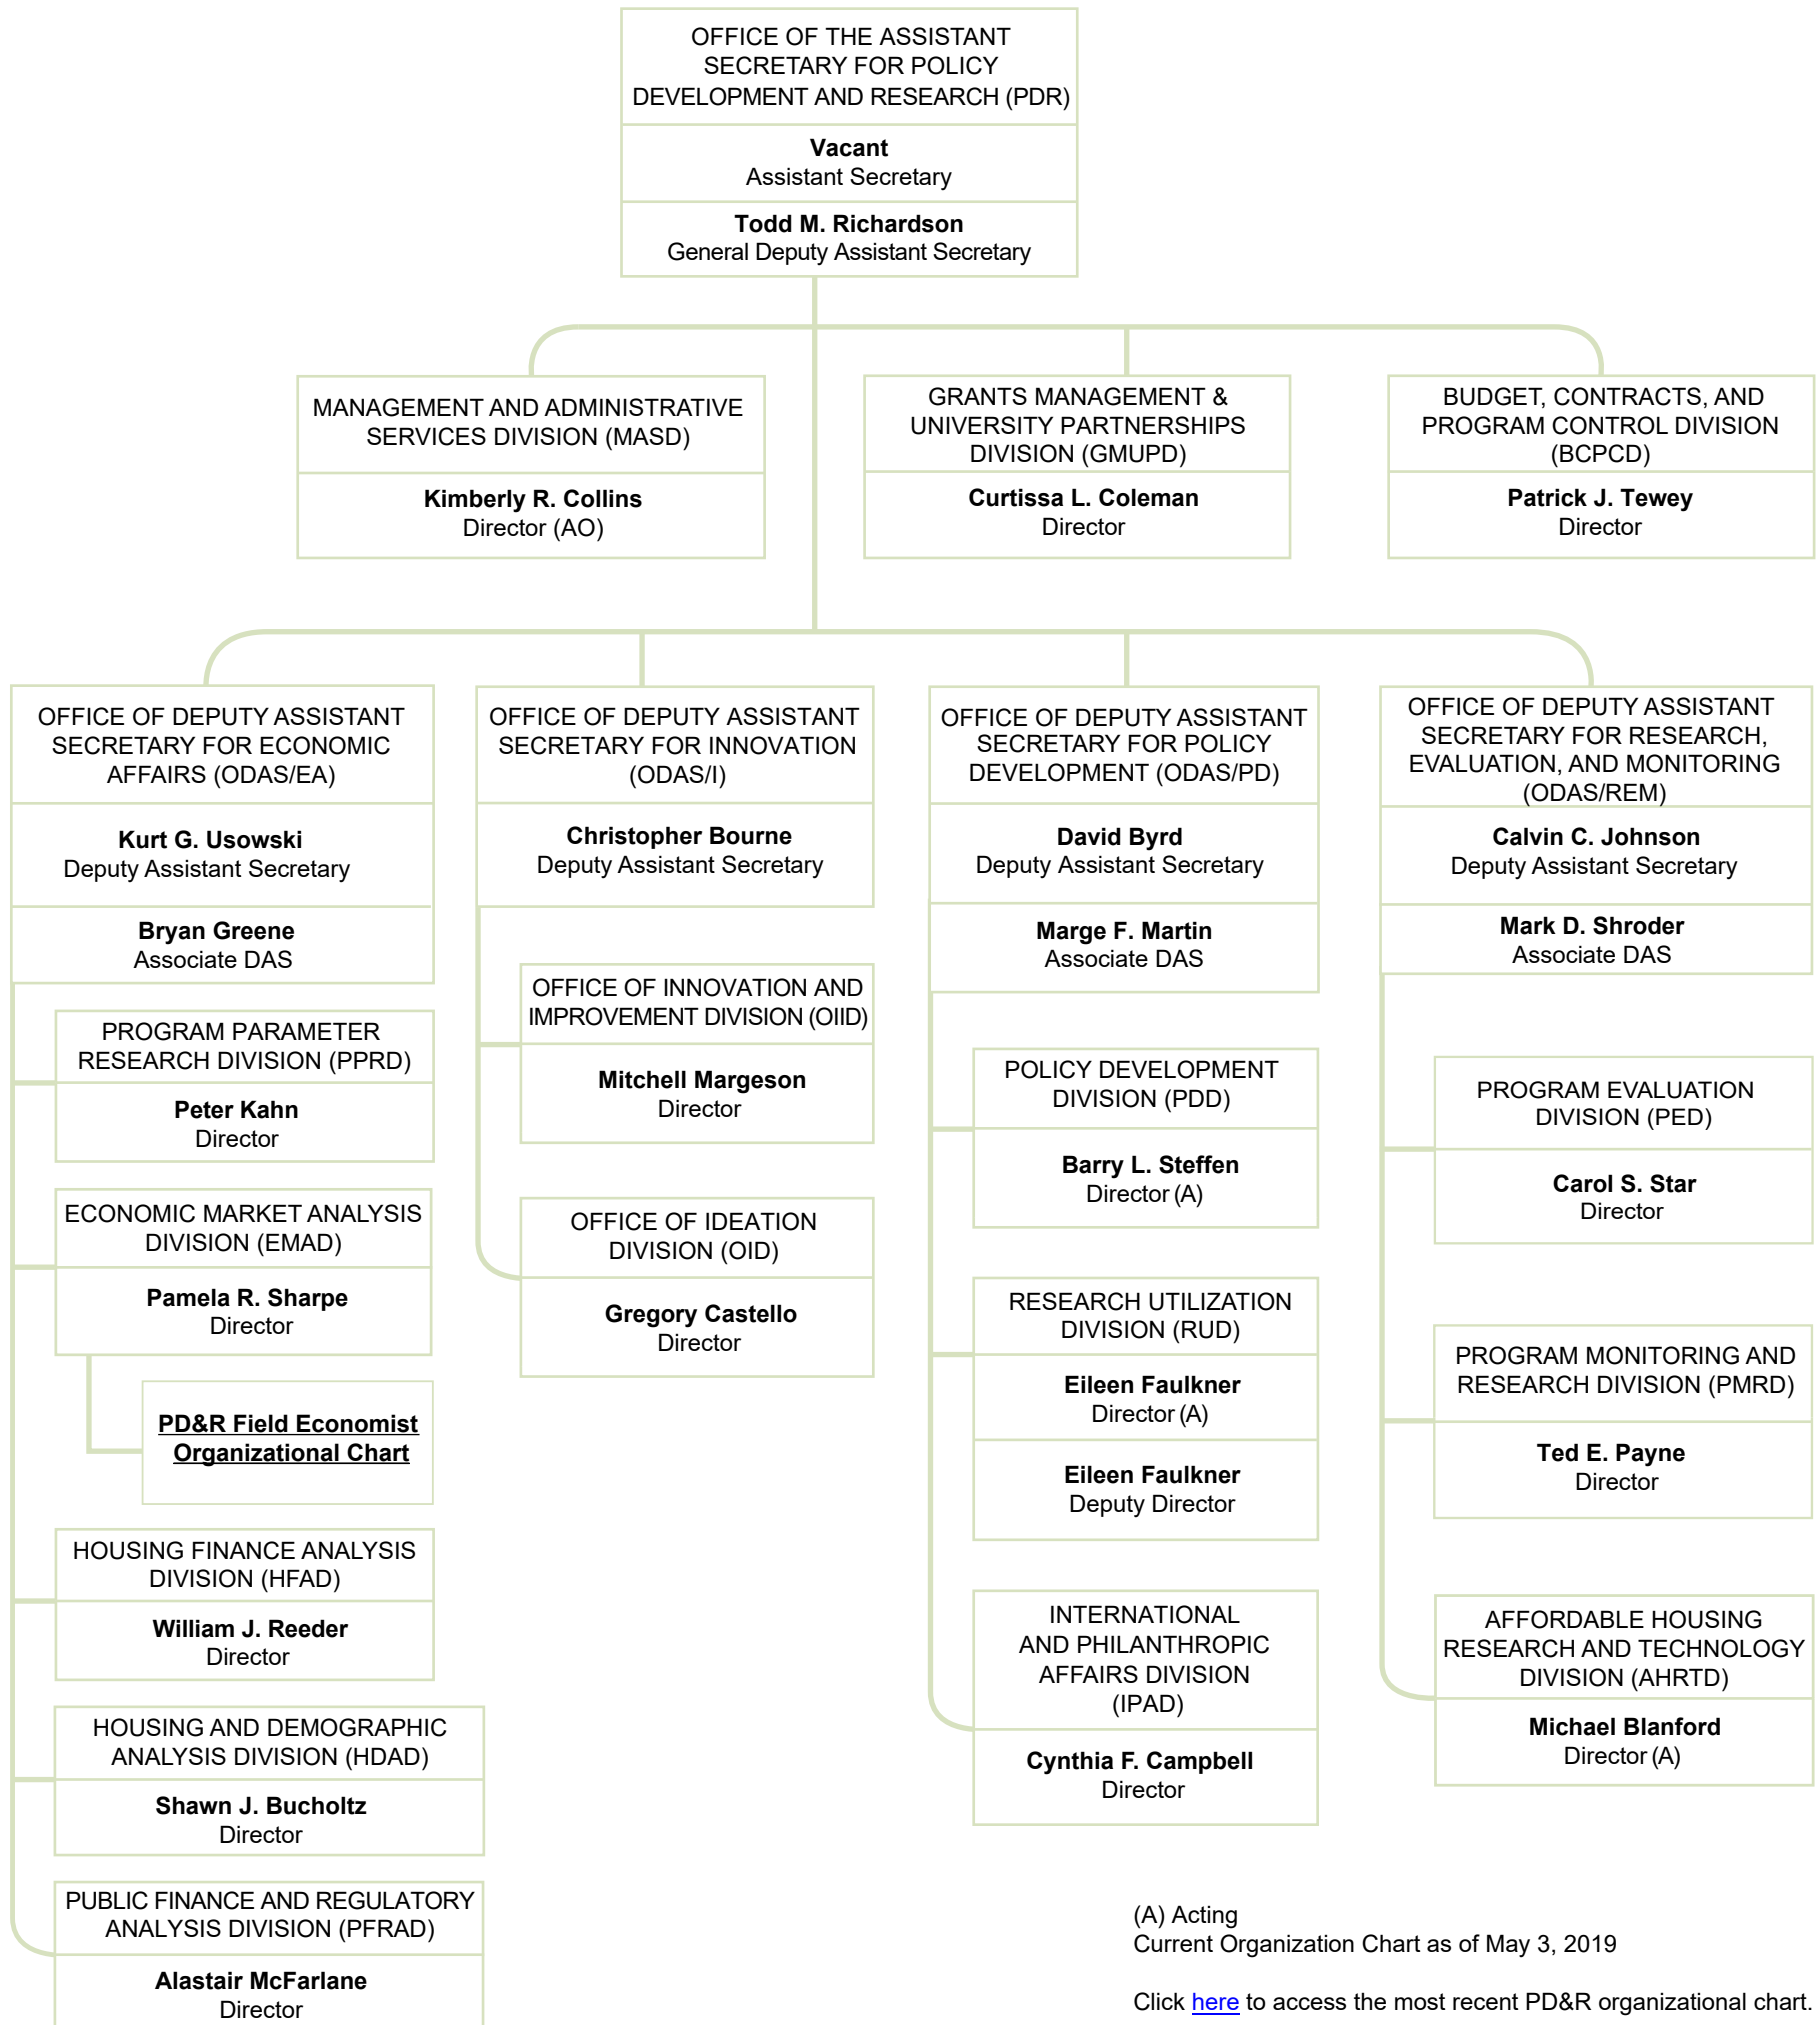 OFFICE OF THE ASSISTANT
SECRETARY FOR POLICY
DEVELOPMENT AND RESEARCH (PDR)
Vacant
Assistant Secretary
Todd M. Richardson
General Deputy Assistant Secretary
MANAGEMENT AND ADMINISTRATIVE
SERVICES DIVISION (MASD)
Kimberly R. Collins
Director (AO)
GRANTS MANAGEMENT &
UNIVERSITY PARTNERSHIPS
DIVISION (GMUPD)
Curtissa L. Coleman
Director
BUDGET, CONTRACTS, AND
PROGRAM CONTROL DIVISION
(BCPCD)
Patrick J. Tewey
Director
OFFICE OF DEPUTY ASSISTANT
SECRETARY FOR ECONOMIC
AFFAIRS (ODAS/EA)
Kurt G. Usowski
Deputy Assistant Secretary
Bryan Greene
Associate DAS
PROGRAM PARAMETER
RESEARCH DIVISION (PPRD)
Peter Kahn
Director
ECONOMIC MARKET ANALYSIS
DIVISION (EMAD)
Pamela R. Sharpe
Director
PD&R Field Economist
Organizational Chart
HOUSING FINANCE ANALYSIS
DIVISION (HFAD)
William J. Reeder
Director
HOUSING AND DEMOGRAPHIC
ANALYSIS DIVISION (HDAD)
Shawn J. Bucholtz
Director
PUBLIC FINANCE AND REGULATORY
ANALYSIS DIVISION (PFRAD)
Alastair McFarlane
Director
OFFICE OF DEPUTY ASSISTANT
SECRETARY FOR INNOVATION
(ODAS/I)
Christopher Bourne
Deputy Assistant Secretary
OFFICE OF INNOVATION AND
IMPROVEMENT DIVISION (OIID)
Mitchell Margeson
Director
OFFICE OF IDEATION
DIVISION (OID)
Gregory Castello
Director
OFFICE OF DEPUTY ASSISTANT
SECRETARY FOR POLICY
DEVELOPMENT (ODAS/PD)
David Byrd
Deputy Assistant Secretary
Marge F. Martin
Associate DAS
POLICY DEVELOPMENT
DIVISION (PDD)
Barry L. Steffen
Director (A)
RESEARCH UTILIZATION
DIVISION (RUD)
Eileen Faulkner
Director (A)
Eileen Faulkner
Deputy Director
INTERNATIONAL
AND PHILANTHROPIC
AFFAIRS DIVISION
(IPAD)
Cynthia F. Campbell
Director
OFFICE OF DEPUTY ASSISTANT
SECRETARY FOR RESEARCH,
EVALUATION, AND MONITORING
(ODAS/REM)
Calvin C. Johnson
Deputy Assistant Secretary
Mark D. Shroder
Associate DAS
PROGRAM EVALUATION
DIVISION (PED)
Carol S. Star
Director
PROGRAM MONITORING AND
RESEARCH DIVISION (PMRD)
Ted E. Payne
Director
AFFORDABLE HOUSING
RESEARCH AND TECHNOLOGY
DIVISION (AHRTD)
Michael Blanford
Director (A)
(A) Acting
Current Organization Chart as of May 3, 2019
Click here to access the most recent PD&R organizational chart.